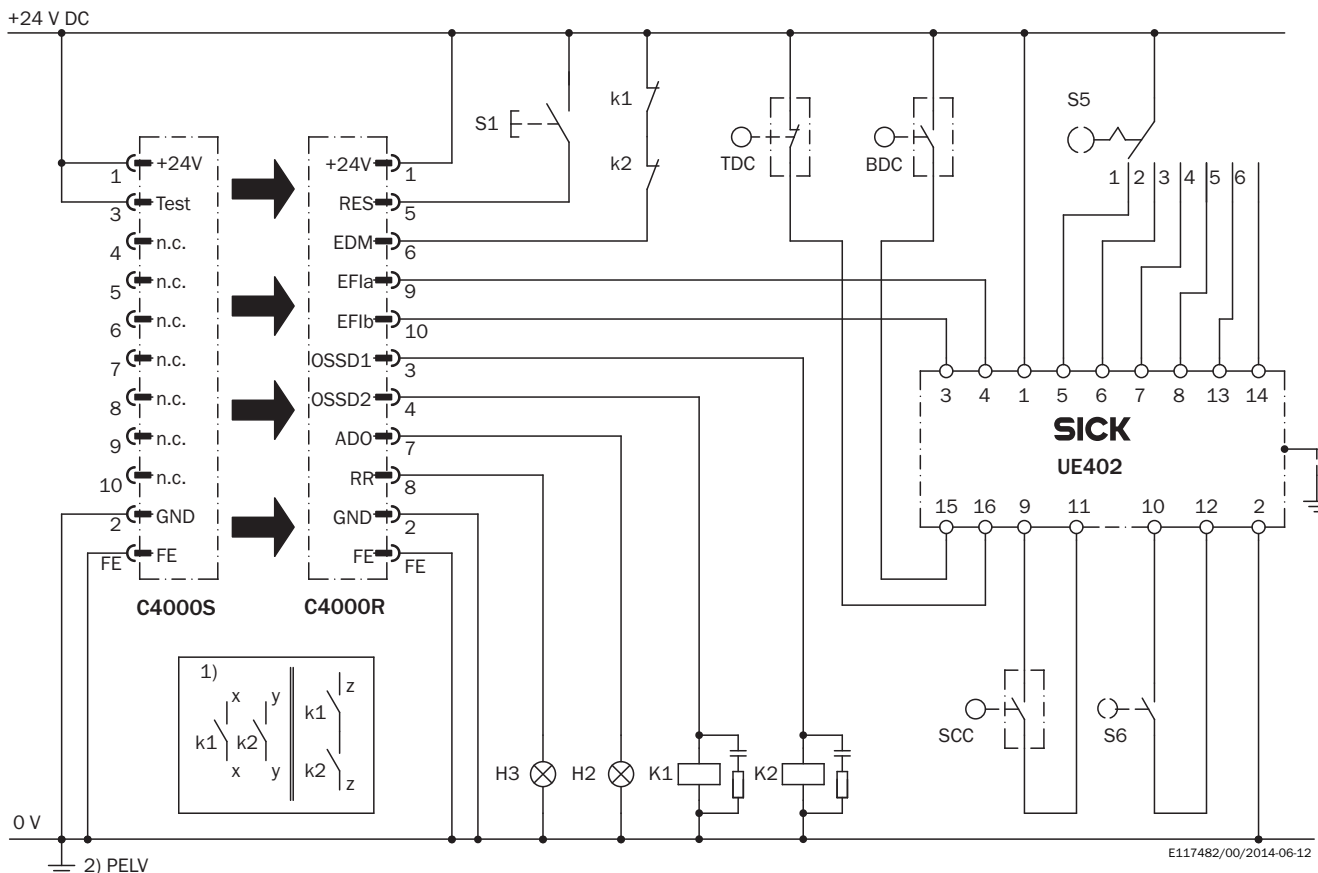 +24 V DC
S1
k1
k2
TDC
BDC
S5
1 2 3 4 5 6
1 +24V
3 Test
4 n.c.
5 n.c.
6 n.c.
7 n.c.
8 n.c.
9 n.c.
10 n.c.
2 GND
FE FE
C4000S
+24V 1
RES 5
EDM 6
EFIa 9
EFIb 10
OSSD1 3
OSSD2 4
ADO 7
RR 8
GND 2
FE FE
C4000R
3 4 1 5 6 7 8 13 14
SICK
UE402
15 16 9 11 10 12 2
SCC
S6
1)
x y z
k1 k2 k1
x y k2 z
H3 H2 K1 K2
0 V
2) PELV
E117482/00/2014-06-12